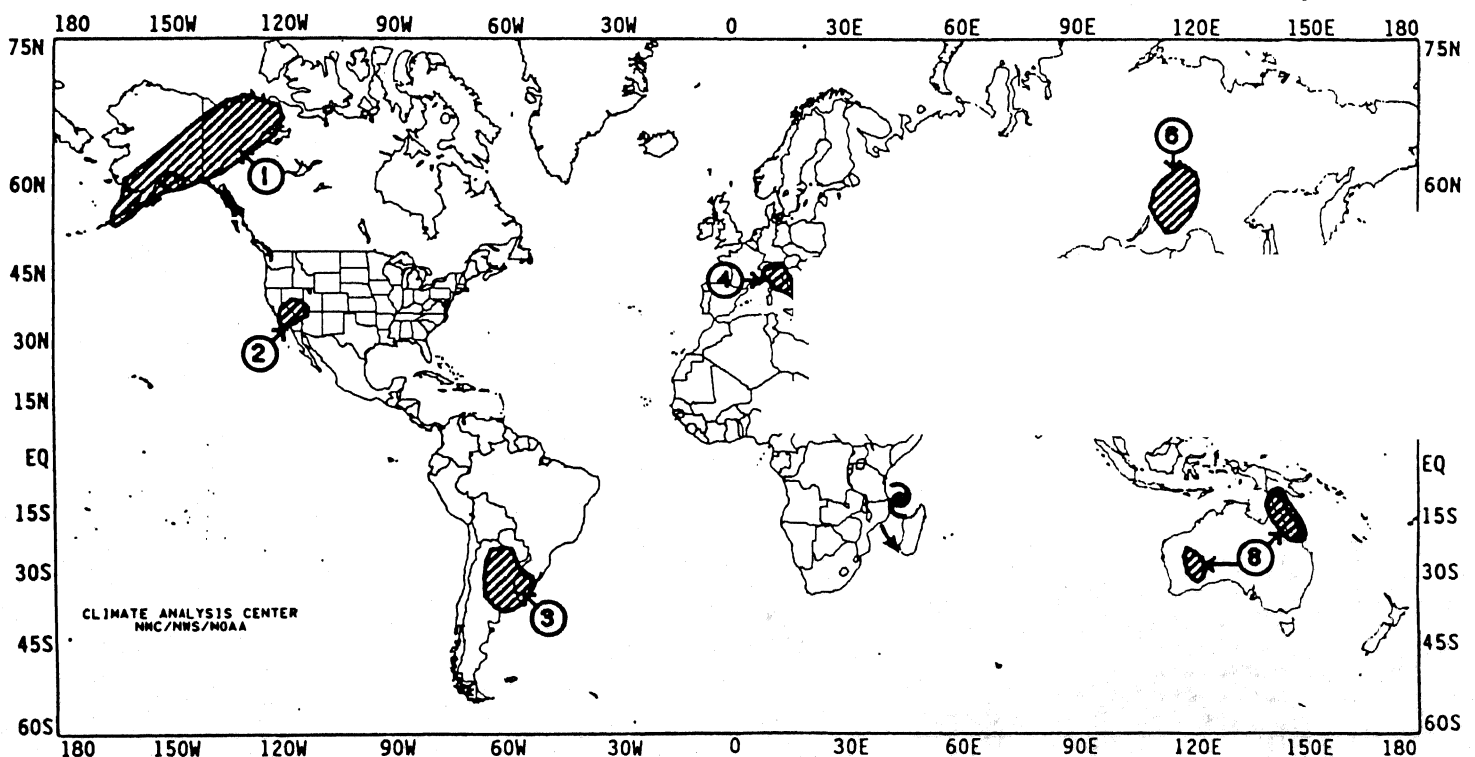 180 150W 120W 90W 60W 30W 0 30E 60E 90E 120E 150E 180
75N 75N
1
6
60N 60N
4
45N
2
30N
15N
EQ EQ
15S 15S
8
30S 30S
3
CLIMATE ANALYSIS CENTER
NMC/NWS/NOAA
45S 45S
60S 60S
180 150W 120W 90W 60W 30W 0 30E 60E 90E 120E 150E 180